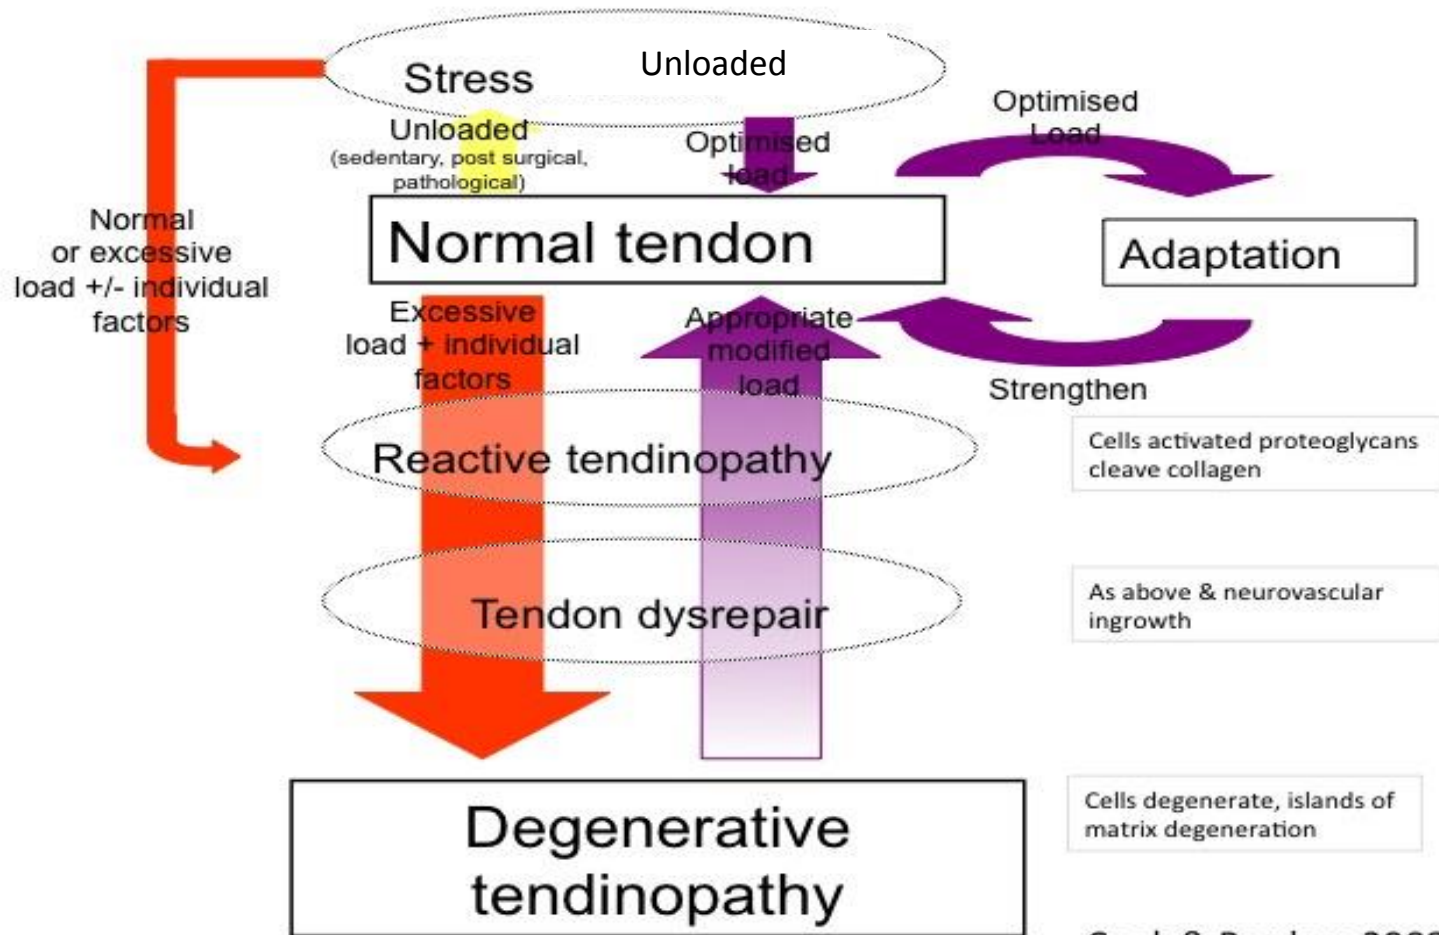 Stress
Unloaded
Unloaded
(sedentary, post surgical,
pathological)
Optimised
load
Optimised
Load
Normal
or excessive
load +/- individual
factors
Normal tendon
Adaptation
Excessive
load + individual
factors
Appropriate
modified
load
Strengthen
Reactive tendinopathy
Cells activated proteoglycans
cleave collagen
Tendon dysrepair
As above & neurovascular
ingrowth
Degenerative
tendinopathy
Cells degenerate, islands of
matrix degeneration